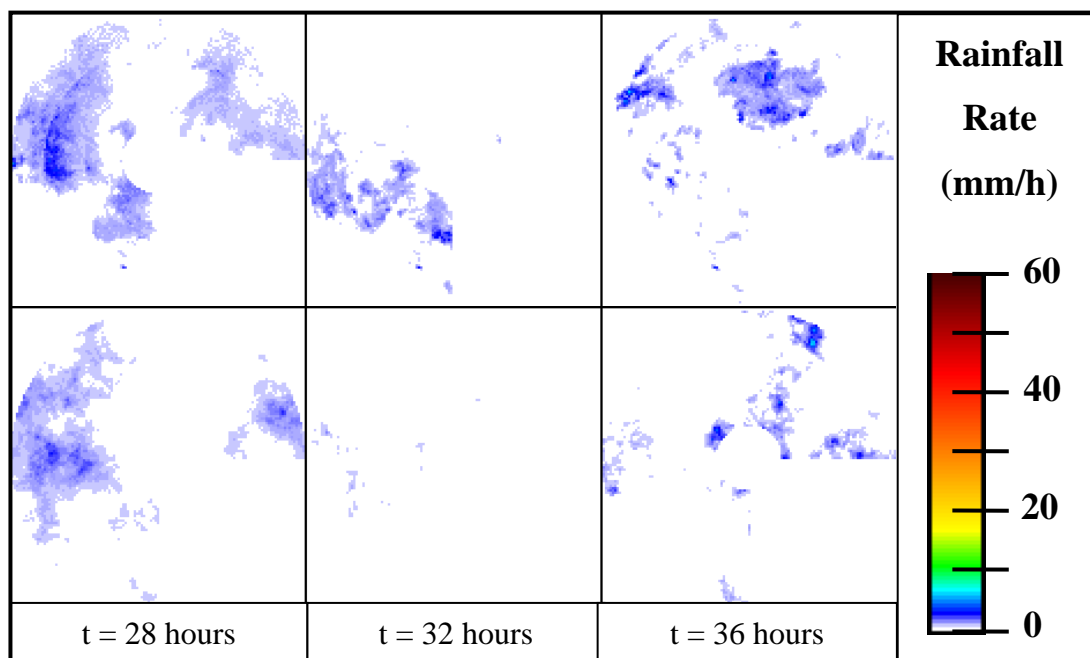 Rainfall
Rate
(mm/h)
60
40
20
0
t = 28 hours
t = 32 hours
t = 36 hours